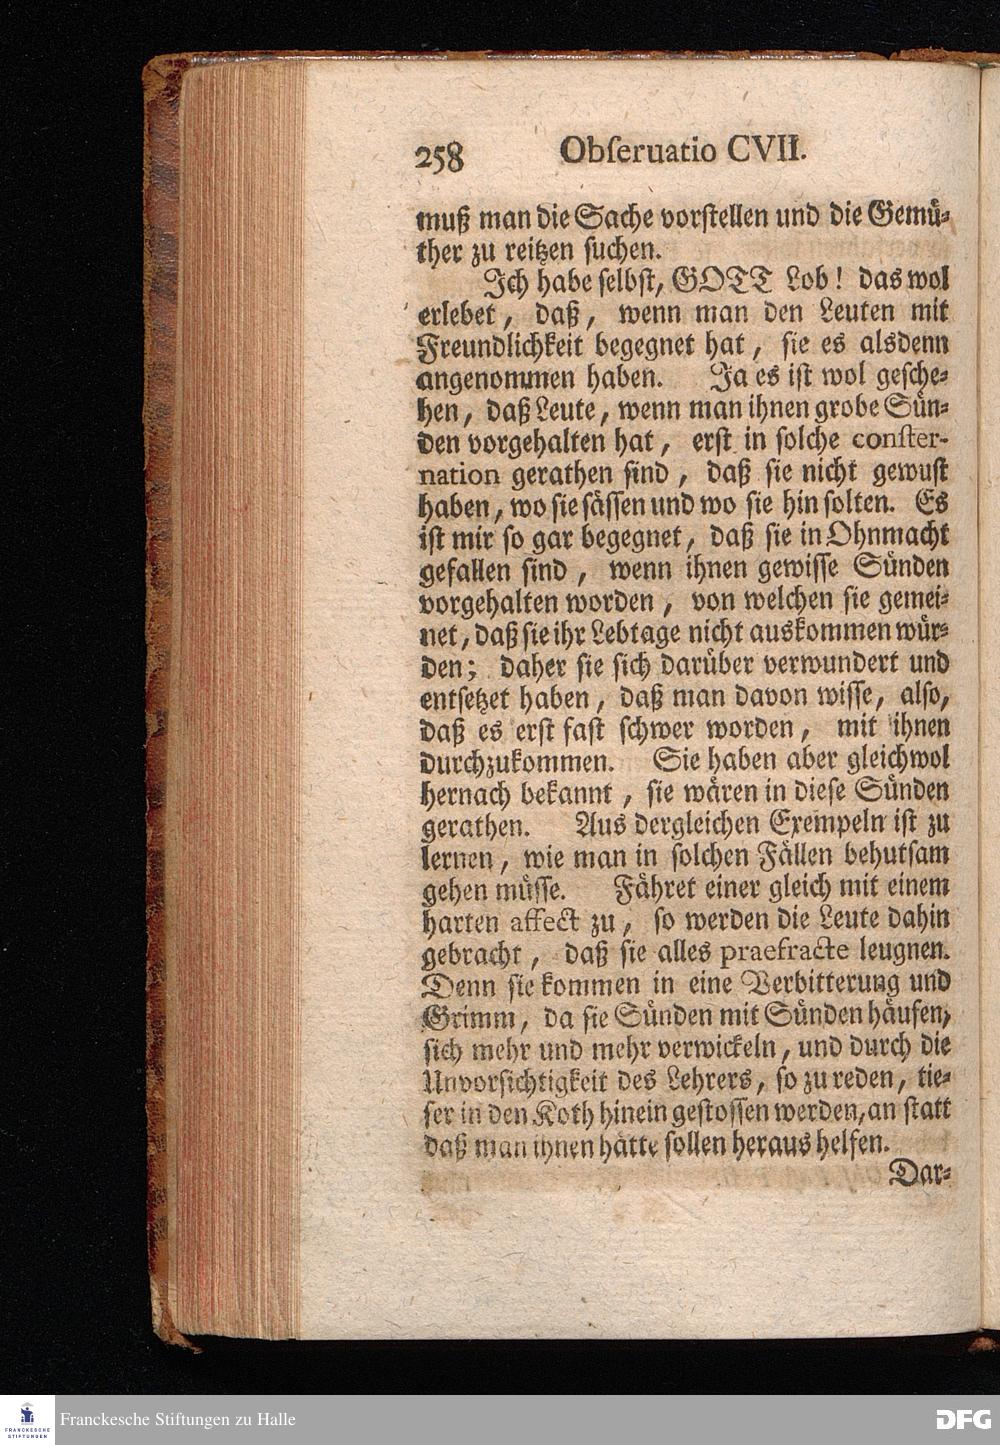 258 Obſeruatio CVII.
muß man die Sache vorſtellen und die Gemü-
ther zu reitzen ſuchen.
Ich habe ſelbſt, GOTT Lob! das wol
erlebet, daß, wenn man den Leuten mit
Freundlichkeit begegnet hat, ſie es alsdenn
angenommen haben. Ja es iſt wol geſche-
hen, daß Leute, wenn man ihnen grobe Sün-
den vorgehalten hat, erſt in ſolche conſter-
nation gerathen ſind, daß ſie nicht gewuſt
haben, wo ſie ſäſſen und wo ſie hin ſolten. Es
iſt mir ſo gar begegnet, daß ſie in Ohnmacht
gefallen ſind, wenn ihnen gewiſſe Sünden
vorgehalten worden, von welchen ſie gemei-
net, daß ſie ihr Lebtage nicht auskommen wür-
den; daher ſie ſich darüber verwundert und
entſetzet haben, daß man davon wiſſe, alſo,
daß es erſt faſt ſchwer worden, mit ihnen
durchzukommen. Sie haben aber gleichwol
hernach bekannt, ſie wären in dieſe Sünden
gerathen. Aus dergleichen Exempeln iſt zu
lernen, wie man in ſolchen Fällen behutſam
gehen müſſe. Fähret einer gleich mit einem
harten affect zu, ſo werden die Leute dahin
gebracht, daß ſie alles praefracte leugnen.
Denn ſie kommen in eine Verbitterung und
Grimm, da ſie Sünden mit Sünden häufen,
ſich mehr und mehr verwickeln, und durch die
Unvorſichtigkeit des Lehrers, ſo zu reden, tie-
fer in den Koth hinein geſtoſſen werden, an ſtatt
daß man ihnen hätte ſollen heraus helfen.
Dar-
FRANCKESCHE
STIFTUNGEN
Franckesche Stiftungen zu Halle
DFG